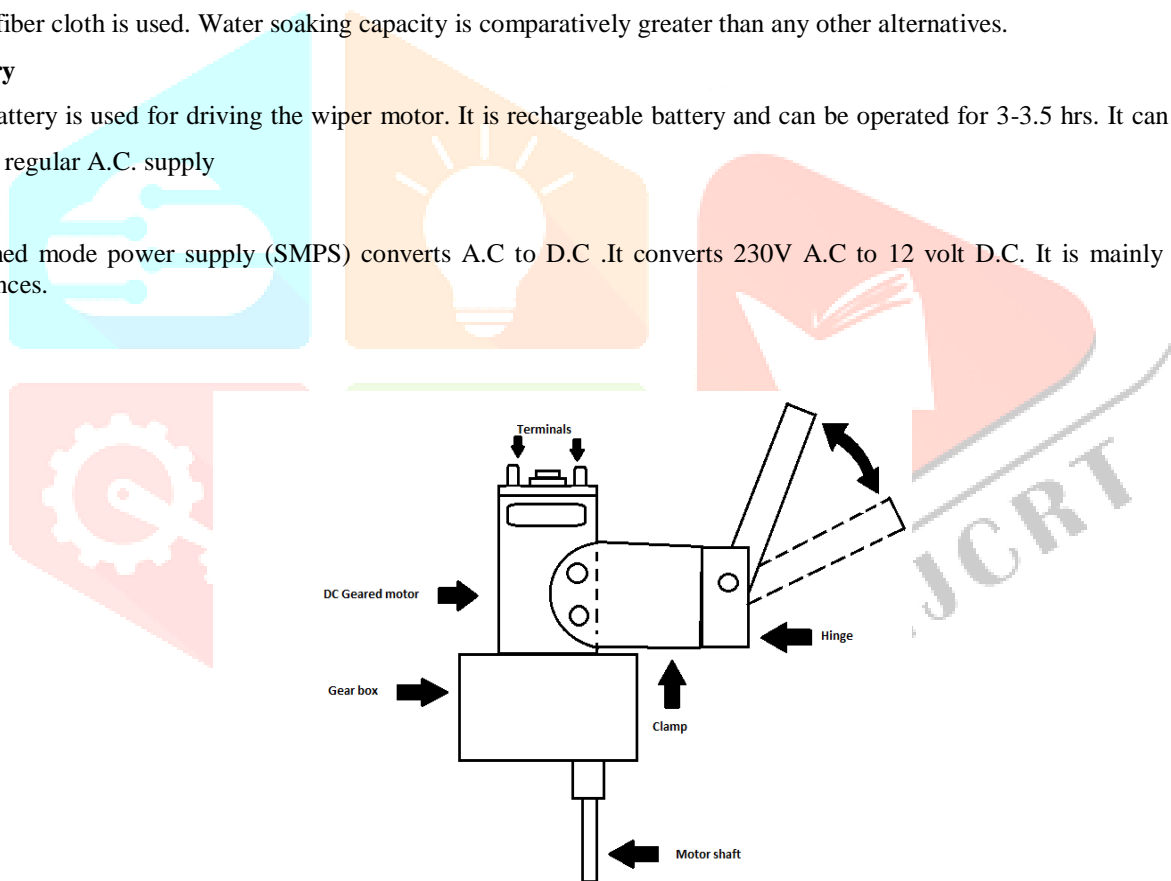 fiber cloth is used. Water soaking capacity is comparatively greater than any other alternatives.
ry
attery is used for driving the wiper motor. It is rechargeable battery and can be operated for 3-3.5 hrs. It can
regular A.C. supply
ned mode power supply (SMPS) converts A.C to D.C .It converts 230V A.C to 12 volt D.C. It is mainly
nces.
Terminals
DC Geared motor
Hinge
Gear box
Clamp
Motor shaft
JCRT